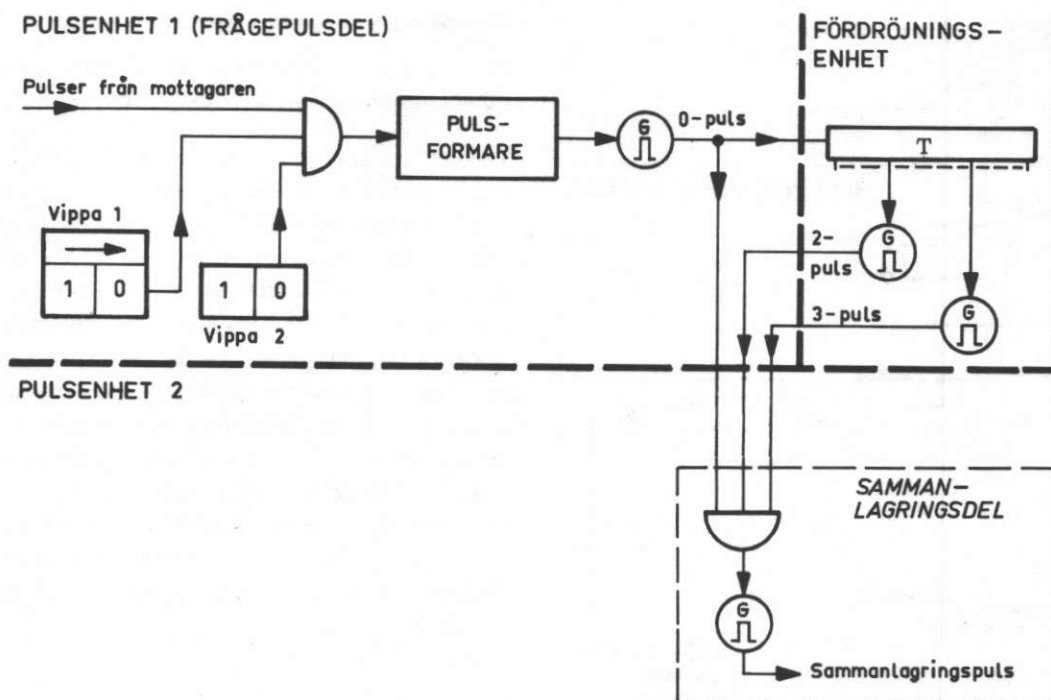 PULSENHET 1 (FRÅGEPULSDEL)
FÖRDRÖJNINGS-
ENHET
Pulser från mottagaren
PULS-
FORMARE
G
0-puls
T
Vippa 1
1 0
1 0
Vippa 2
2-
puls
G
3-puls
G
PULSENHET 2
SAMMAN-
LAGRINGSDEL
G
Sammanlagringspuls